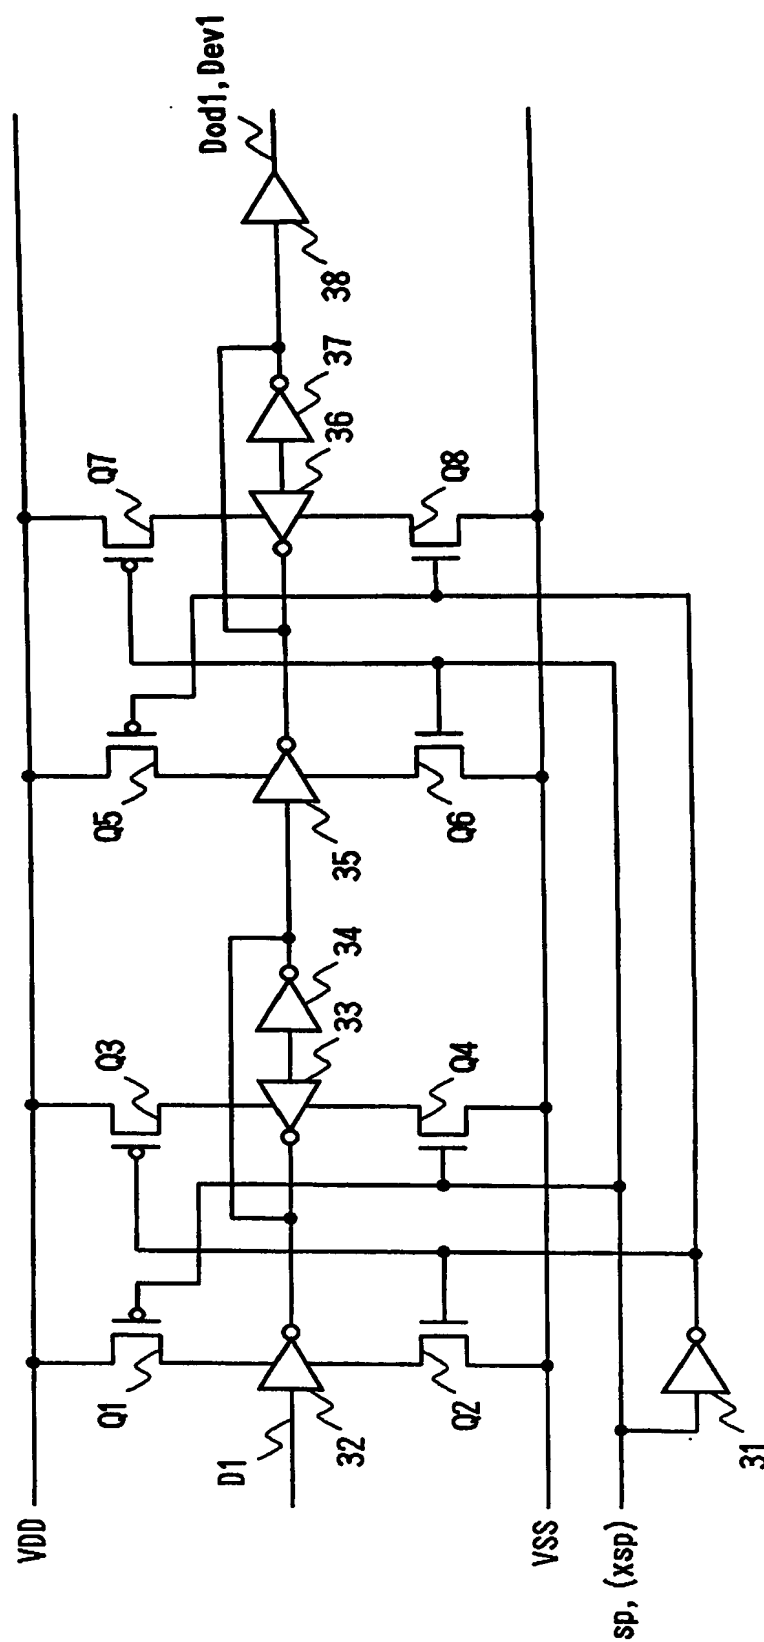 VDD
Q1
Q3
Q5
Q7
D1
32
33
34
35
36
37
38
Dod1, Dev1
Q2
Q4
Q6
Q8
VSS
sp, (xsp)
31